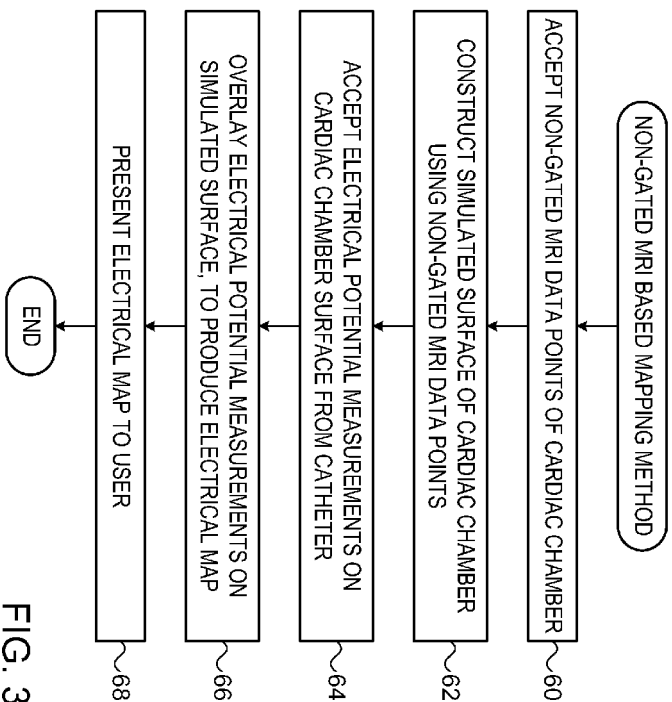 NON-GATED MRI BASED MAPPING METHOD
ACCEPT NON-GATED MRI DATA POINTS OF CARDIAC CHAMBER
60
CONSTRUCT SIMULATED SURFACE OF CARDIAC CHAMBER
USING NON-GATED MRI DATA POINTS
62
ACCEPT ELECTRICAL POTENTIAL MEASUREMENTS ON
CARDIAC CHAMBER SURFACE FROM CATHETER
64
OVERLAY ELECTRICAL POTENTIAL MEASUREMENTS ON
SIMULATED SURFACE, TO PRODUCE ELECTRICAL MAP
66
PRESENT ELECTRICAL MAP TO USER
68
END
FIG. 3